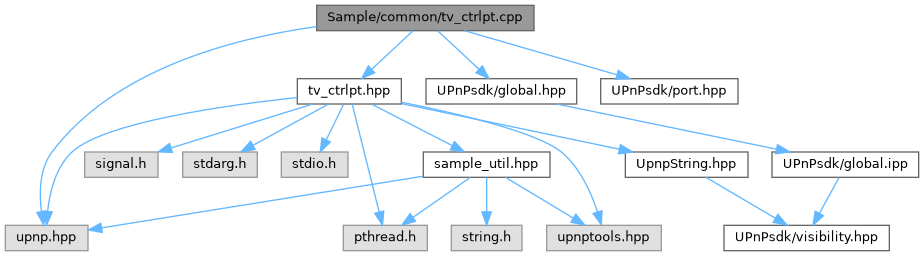 Sample/common/tv_ctrlpt.cpp
tv_ctrlpt.hpp
UPnPsdk/global.hpp
UPnPsdk/port.hpp
signal.h
stdarg.h
stdio.h
sample_util.hpp
UpnpString.hpp
UPnPsdk/global.ipp
upnp.hpp
pthread.h
string.h
upnptools.hpp
UPnPsdk/visibility.hpp